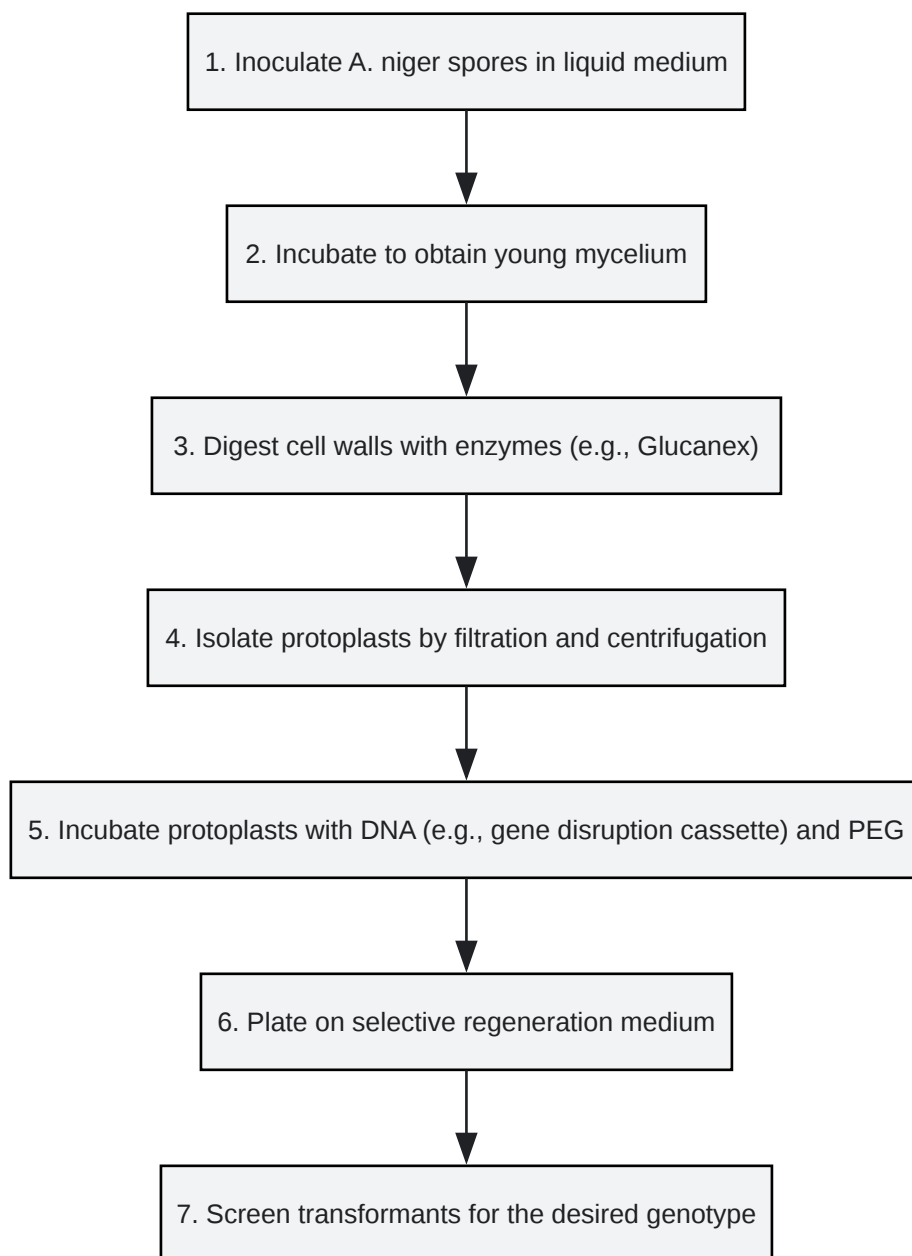 1. Inoculate A. niger spores in liquid medium
2. Incubate to obtain young mycelium
3. Digest cell walls with enzymes (e.g., Glucanex)
4. Isolate protoplasts by filtration and centrifugation
5. Incubate protoplasts with DNA (e.g., gene disruption cassette) and PEG
6. Plate on selective regeneration medium
7. Screen transformants for the desired genotype